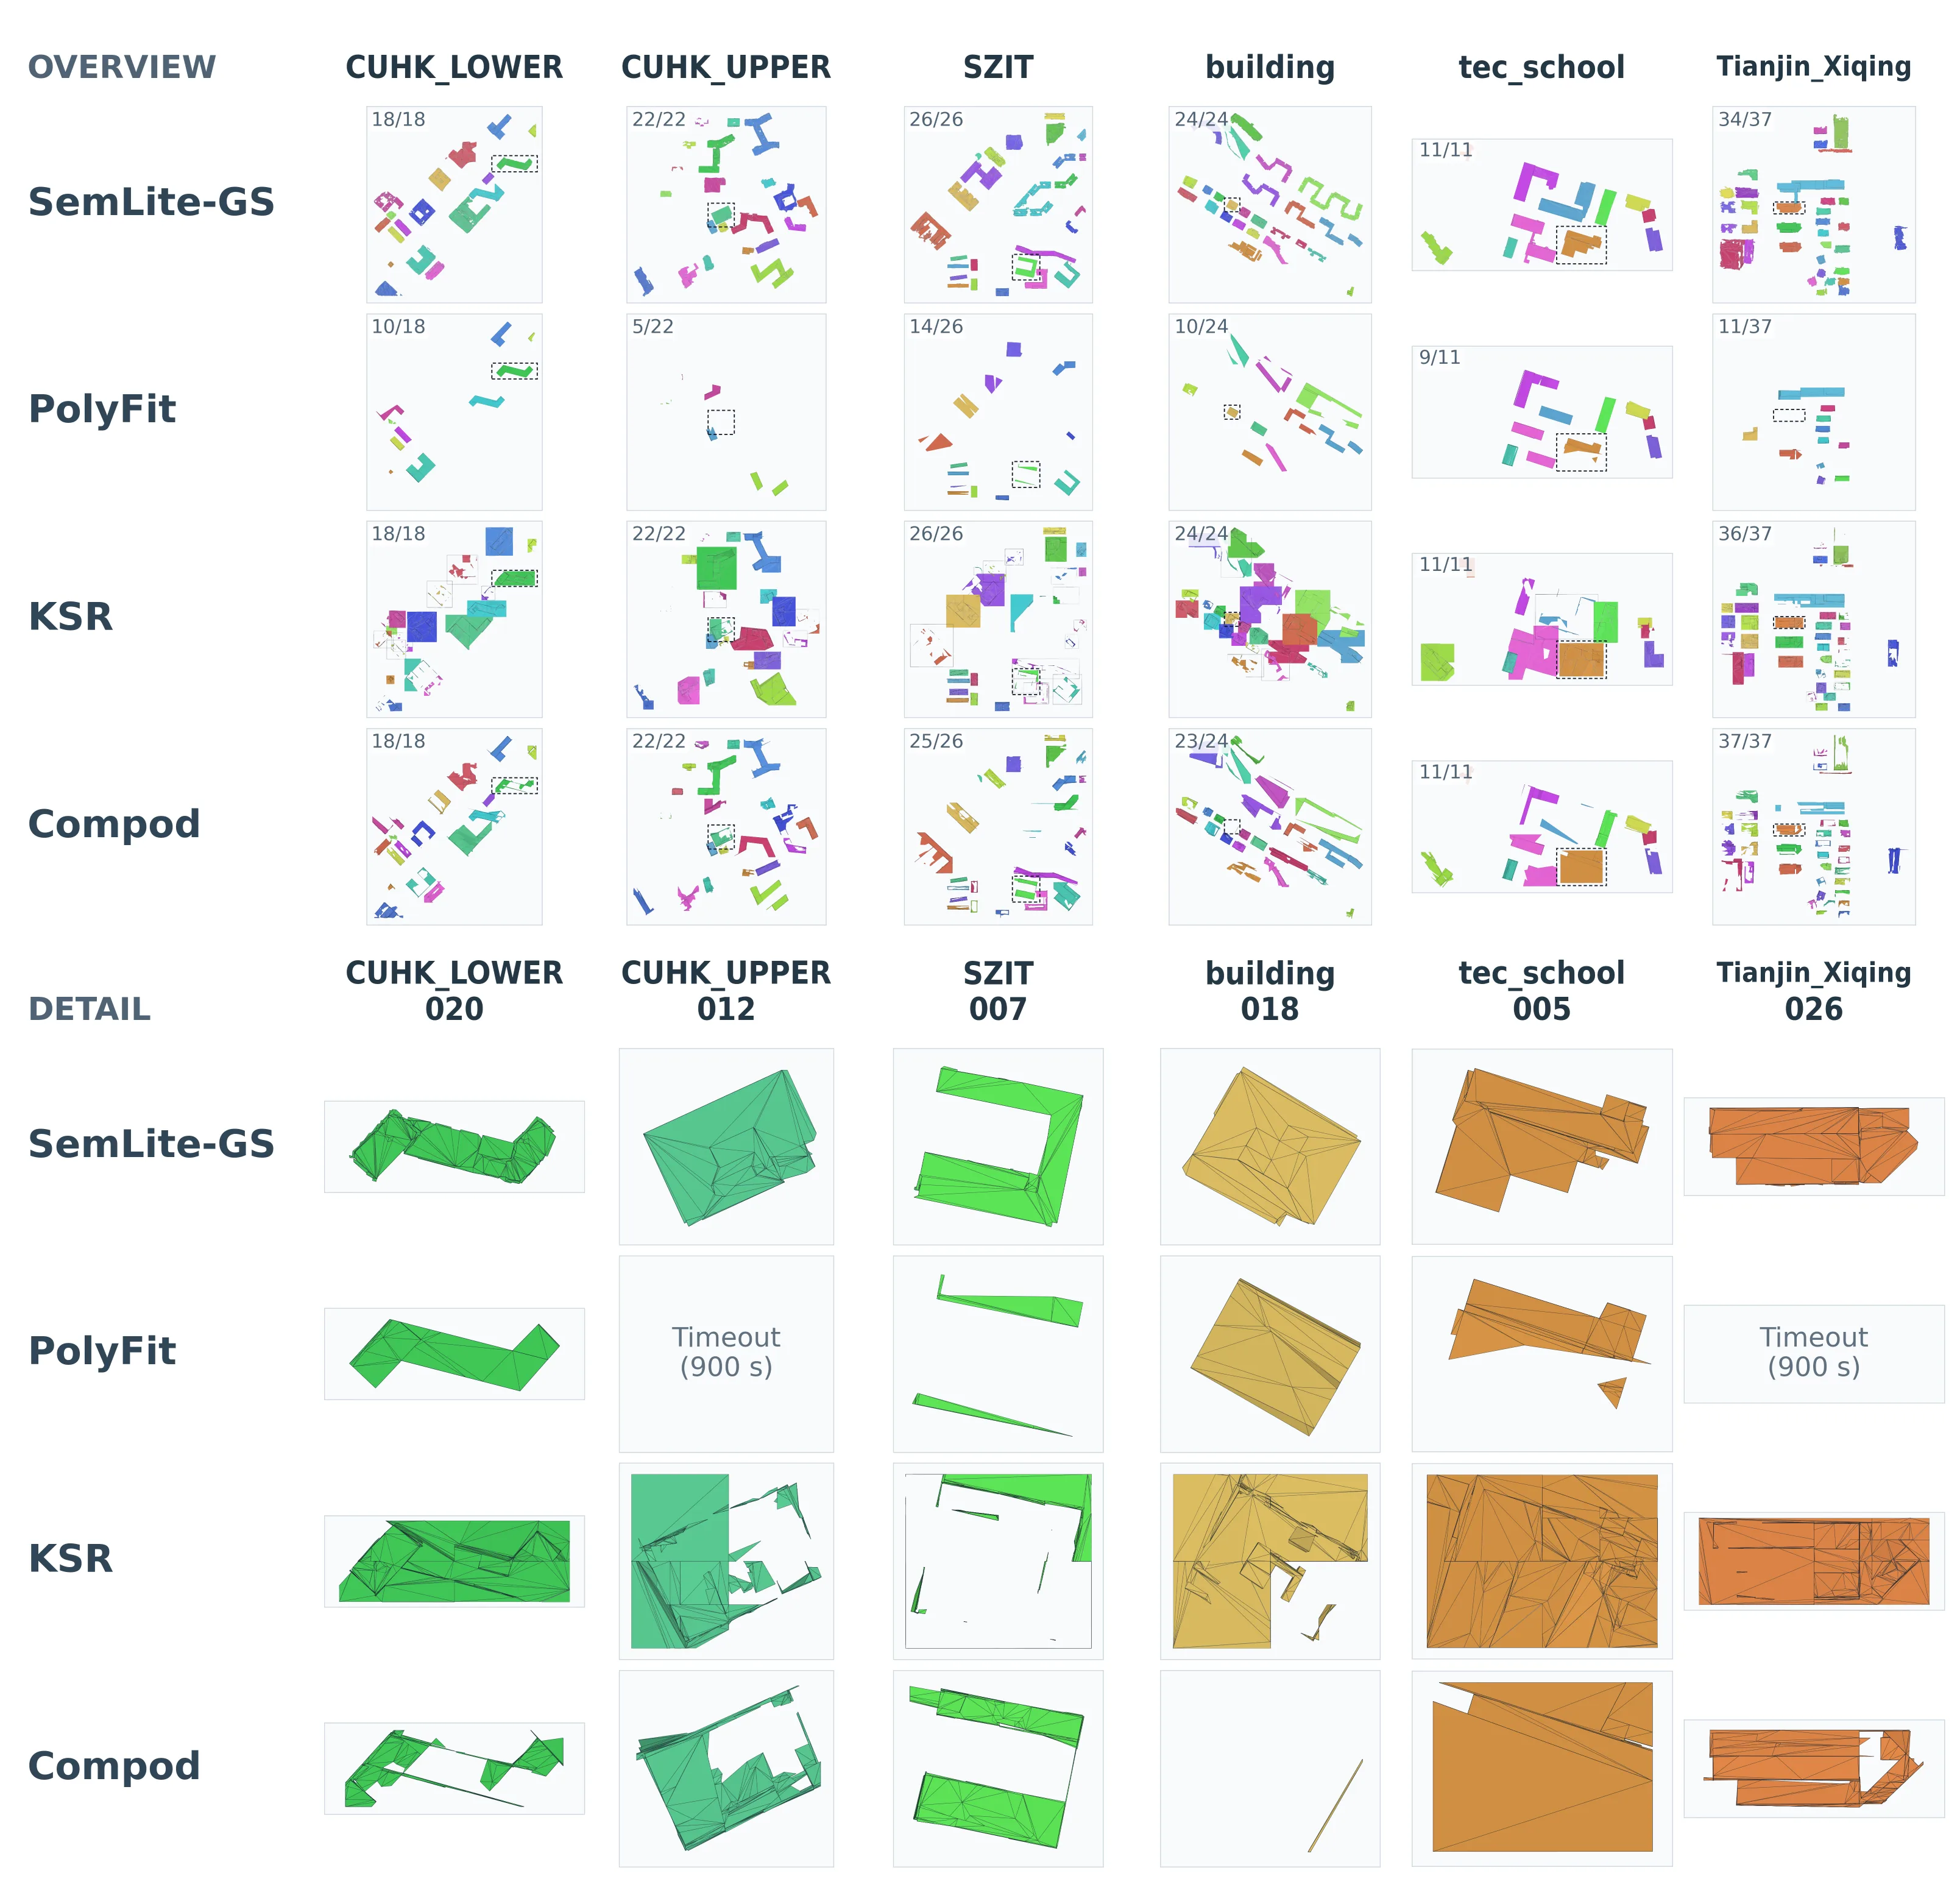 OVERVIEW CUHK_LOWER CUHK_UPPER SZIT building tec_school Tianjin_Xiqing
SemLite-GS 18/18 22/22 26/26 24/24 11/11 34/37
PolyFit 10/18 5/22 14/26 10/24 9/11 11/37
KSR 18/18 22/22 26/26 24/24 11/11 36/37
Compod 18/18 22/22 25/26 23/24 11/11 37/37
CUHK_LOWER CUHK_UPPER SZIT building tec_school Tianjin_Xiqing
DETAIL 020 012 007 018 005 026
SemLite-GS
PolyFit
Timeout
(900 s)
Timeout
(900 s)
KSR
Compod